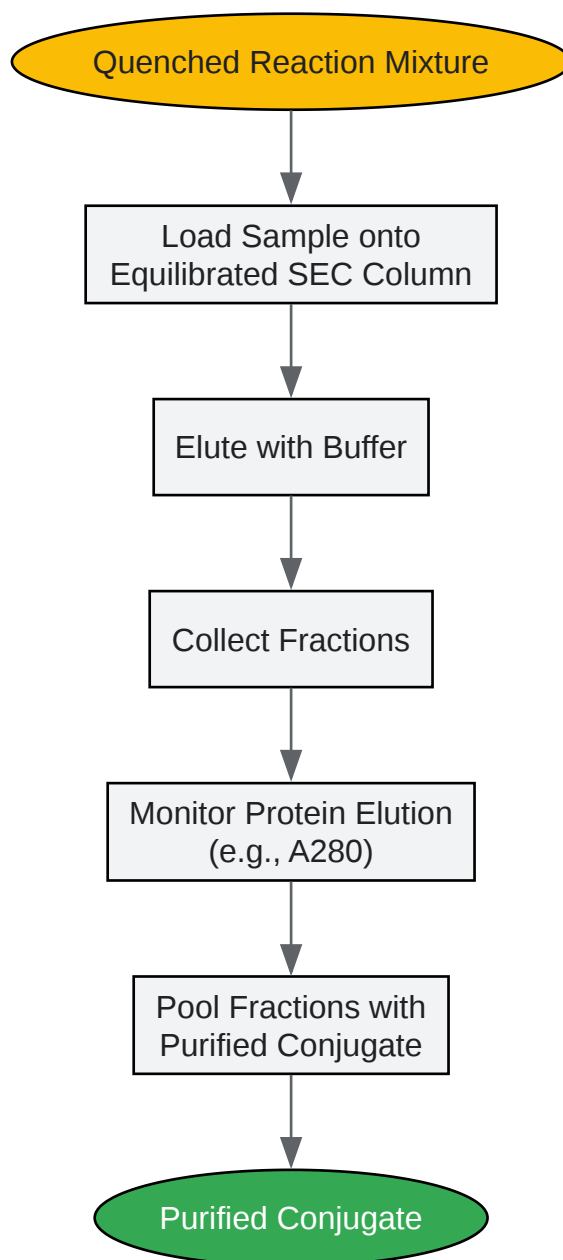 Quenched Reaction Mixture
Load Sample onto
Equilibrated SEC Column
Elute with Buffer
Collect Fractions
Monitor Protein Elution
(e.g., A280)
Pool Fractions with
Purified Conjugate
Purified Conjugate